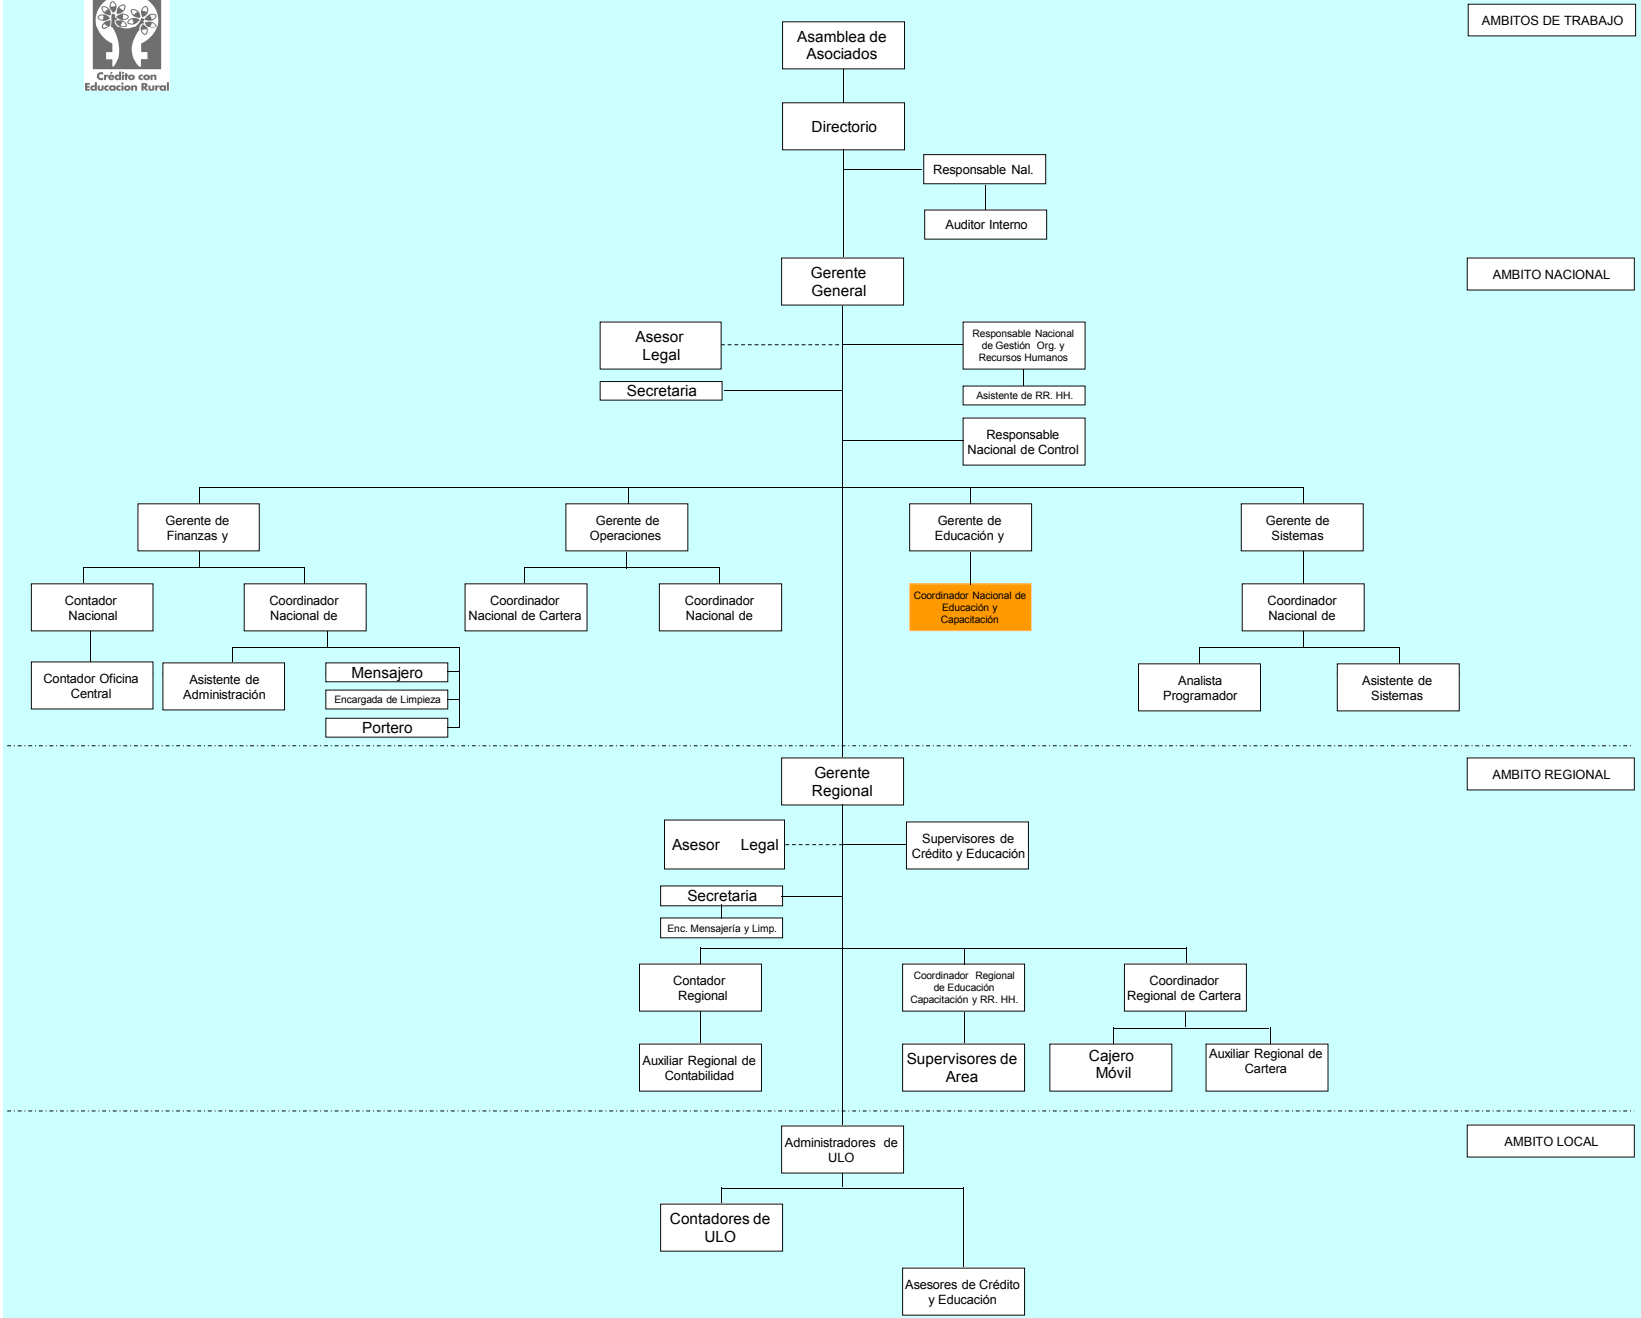 Crédito con
Educacion Rural
AMBITOS DE TRABAJO
Asamblea de
Asociados
Directorio
Responsable Nal.
Auditor Interno
AMBITO NACIONAL
Gerente
General
Asesor
Legal
Responsable Nacional
de Gestión Org. y
Recursos Humanos
Secretaria
Asistente de RR. HH.
Responsable
Nacional de Control
Gerente de
Finanzas y
Gerente de
Operaciones
Gerente de
Educación y
Gerente de
Sistemas
Contador
Nacional
Coordinador
Nacional de
Coordinador
Nacional de Cartera
Coordinador
Nacional de
Coordinador Nacional de
Educación y
Capacitación
Coordinador
Nacional de
Contador Oficina
Central
Asistente de
Administración
Mensajero
Encargada de Limpieza
Portero
Analista
Programador
Asistente de
Sistemas
AMBITO REGIONAL
Gerente
Regional
Asesor Legal
Supervisores de
Crédito y Educación
Secretaria
Enc. Mensajería y Limp.
Contador
Regional
Coordinador Regional
de Educación
Capacitación y RR. HH.
Coordinador
Regional de Cartera
Auxiliar Regional de
Contabilidad
Supervisores de
Area
Cajero
Móvil
Auxiliar Regional de
Cartera
AMBITO LOCAL
Administradores de
ULO
Contadores de
ULO
Asesores de Crédito
y Educación